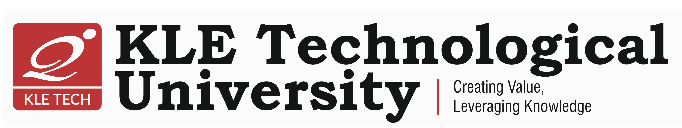 KLE TECH
KLE Technological
University
Creating Value,
Leveraging Knowledge